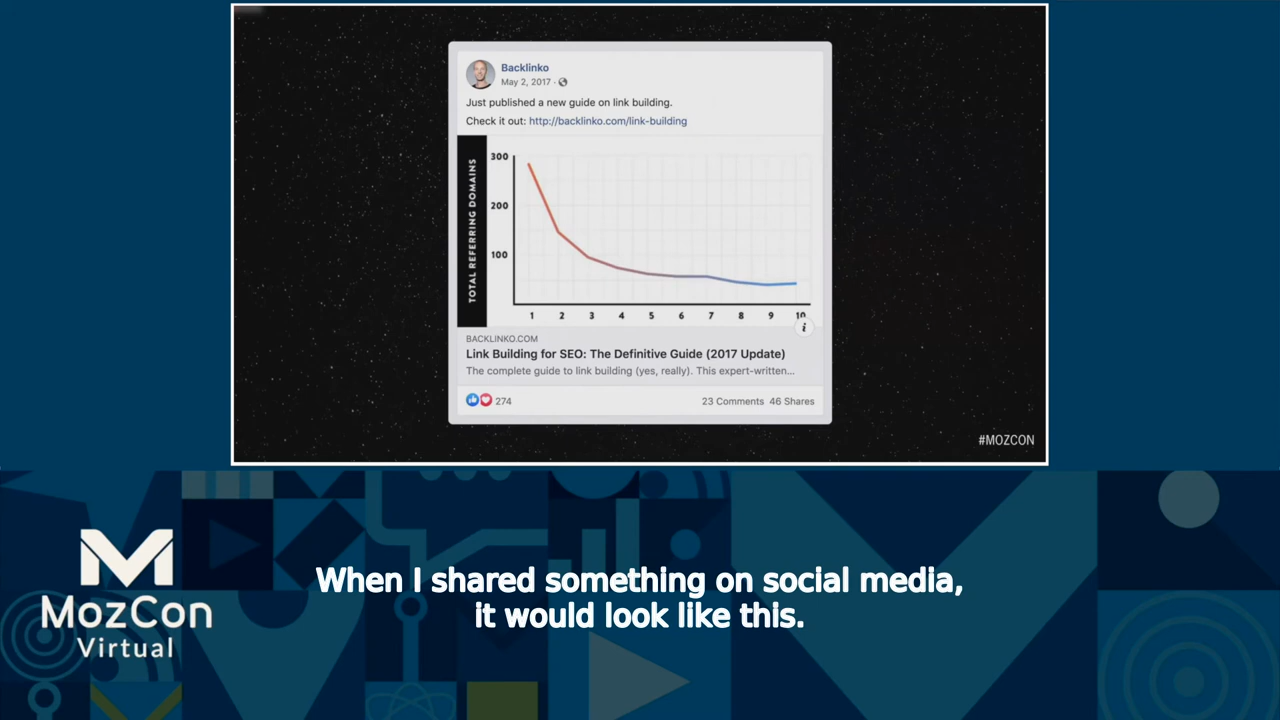 Backlinko
May 2, 2017 ·
Just published a new guide on link building.
Check it out: http://backlinko.com/link-building
TOTAL REFERRING DOMAINS
300
200
100
1 2 3 4 5 6 7 8 9 10
i
BACKLINKO.COM
Link Building for SEO: The Definitive Guide (2017 Update)
The complete guide to link building (yes, really). This expert-written...
274
23 Comments 46 Shares
#MOZCON
M
MozCon
Virtual
When I shared something on social media,
it would look like this.